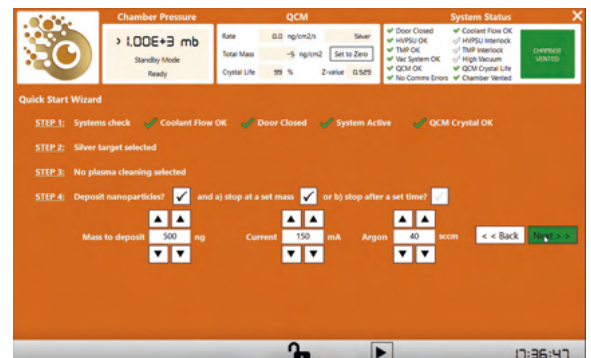 Chamber Pressure
> 1.00E+3 mb
Standby Mode
Ready
QCM
Rate 0.0 ng/cm2/s Silver
Total Mass -5 ng/cm2 Set to Zero
Crystal Life 99 % Z-value 0.529
System Status
X
Door Closed Coolant Flow OK
HVPSU OK HVPSU Interlock
TMP OK TMP Interlock
Vac System OK High Vacuum
QCM OK QCM Crystal Life
No Comms Errors Chamber Vented
CHAMBER
VENTED
Quick Start Wizard
STEP 1: Systems check Coolant Flow OK Door Closed System Active QCM Crystal OK
STEP 2: Silver target selected
STEP 3: No plasma cleaning selected
STEP 4: Deposit nanoparticles? and a) stop at a set mass or b) stop after a set time?
Mass to deposit 500 ng Current 150 mA Argon 40 sccm < < Back Next > >
17:36:47